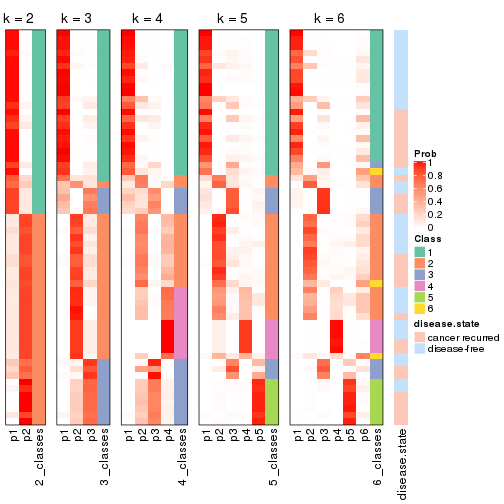 k = 2 k = 3 k = 4 k = 5 k = 6
Prob
1
0.8
0.6
0.4
0.2
0
Class
1
2
3
4
5
6
disease.state
cancer recurred
disease-free
p1 p2 2_classes p1 p2 p3 3_classes p1 p2 p3 p4 4_classes p1 p2 p3 p4 p5 5_classes p1 p2 p3 p4 p5 p6 6_classes disease.state